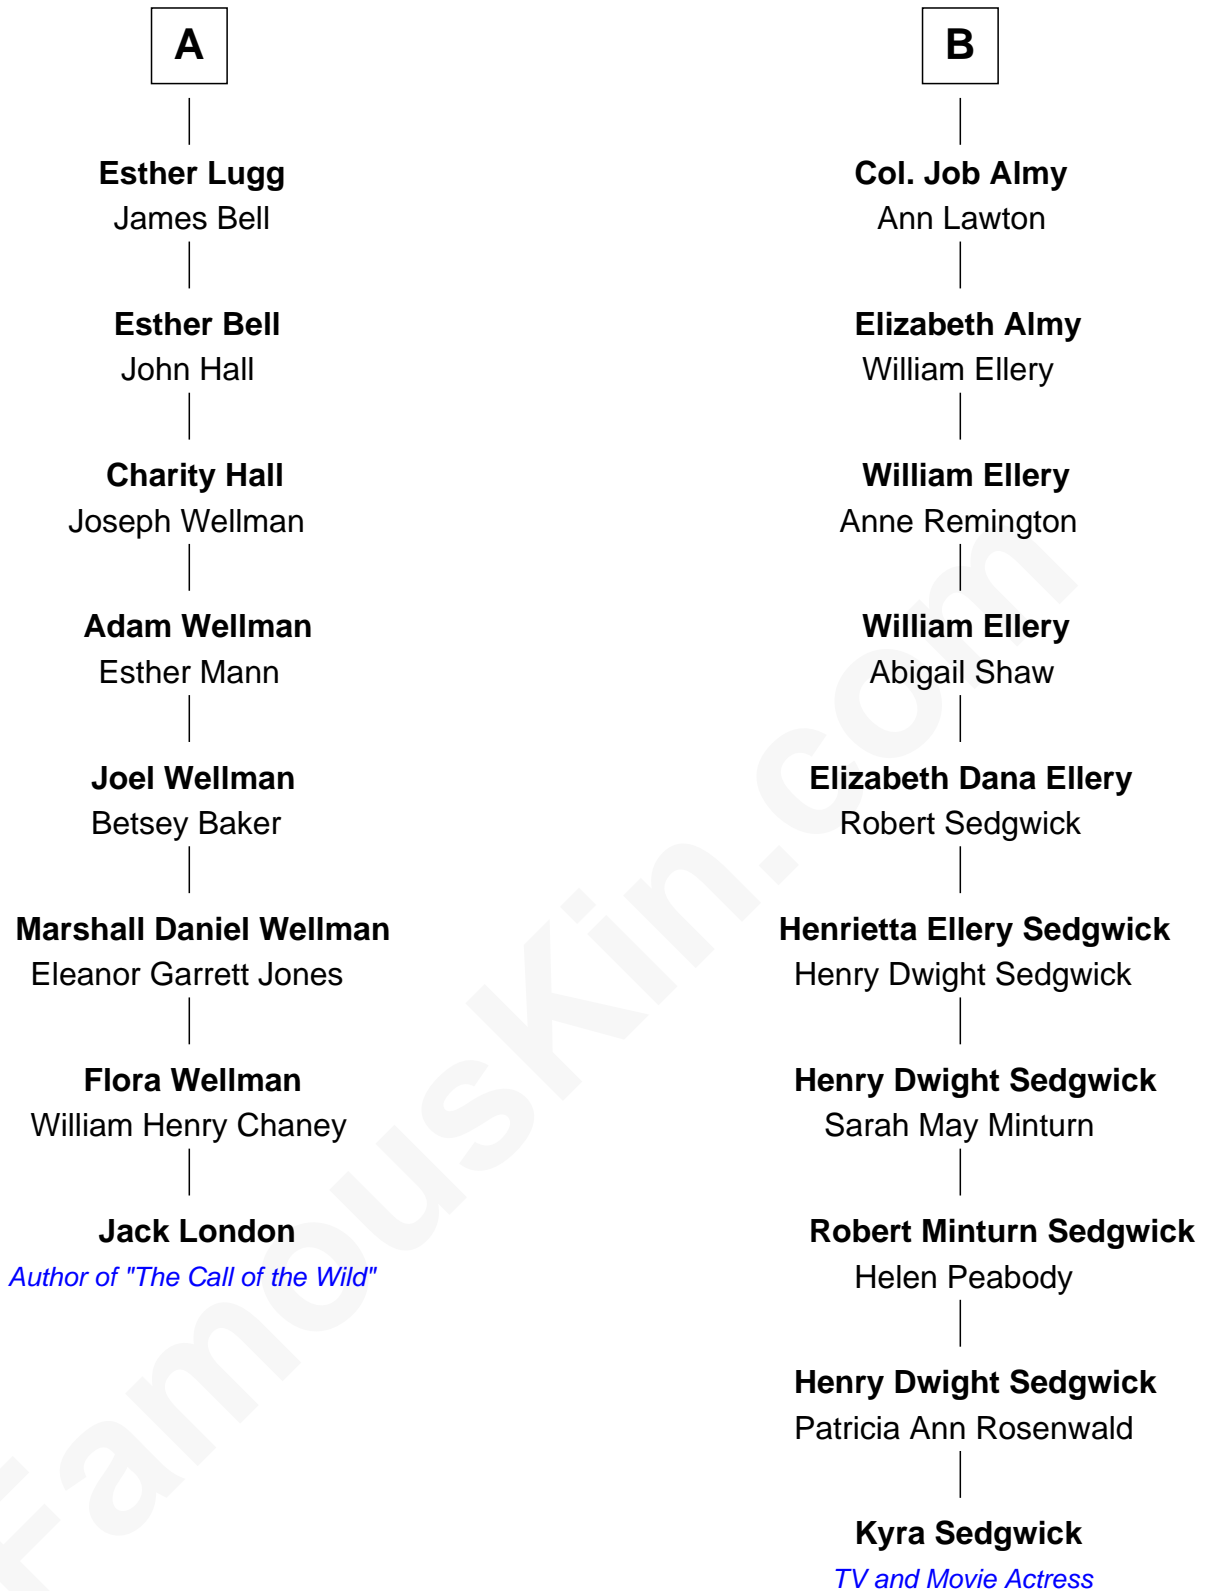 A
Esther Lugg
James Bell
Esther Bell
John Hall
Charity Hall
Joseph Wellman
Adam Wellman
Esther Mann
Joel Wellman
Betsey Baker
Marshall Daniel Wellman
Eleanor Garrett Jones
Flora Wellman
William Henry Chaney
Jack London
Author of "The Call of the Wild"
B
Col. Job Almy
Ann Lawton
Elizabeth Almy
William Ellery
William Ellery
Anne Remington
William Ellery
Abigail Shaw
Elizabeth Dana Ellery
Robert Sedgwick
Henrietta Ellery Sedgwick
Henry Dwight Sedgwick
Henry Dwight Sedgwick
Sarah May Minturn
Robert Minturn Sedgwick
Helen Peabody
Henry Dwight Sedgwick
Patricia Ann Rosenwald
Kyra Sedgwick
TV and Movie Actress
FamousKin.com